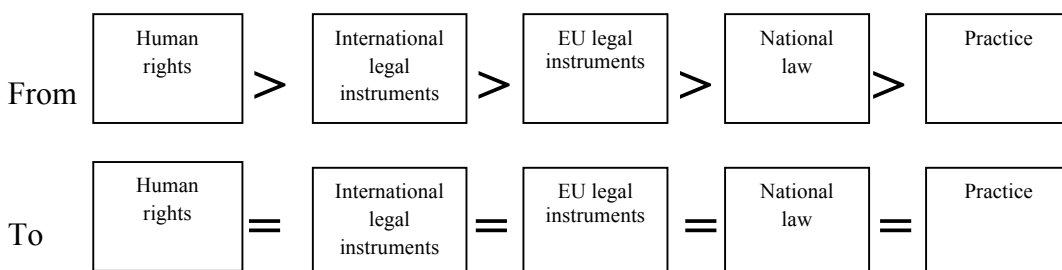 From
Human
rights
>
International
legal
instruments
>
EU legal
instruments
>
National
law
>
Practice
To
Human
rights
=
International
legal
instruments
=
EU legal
instruments
=
National
law
=
Practice